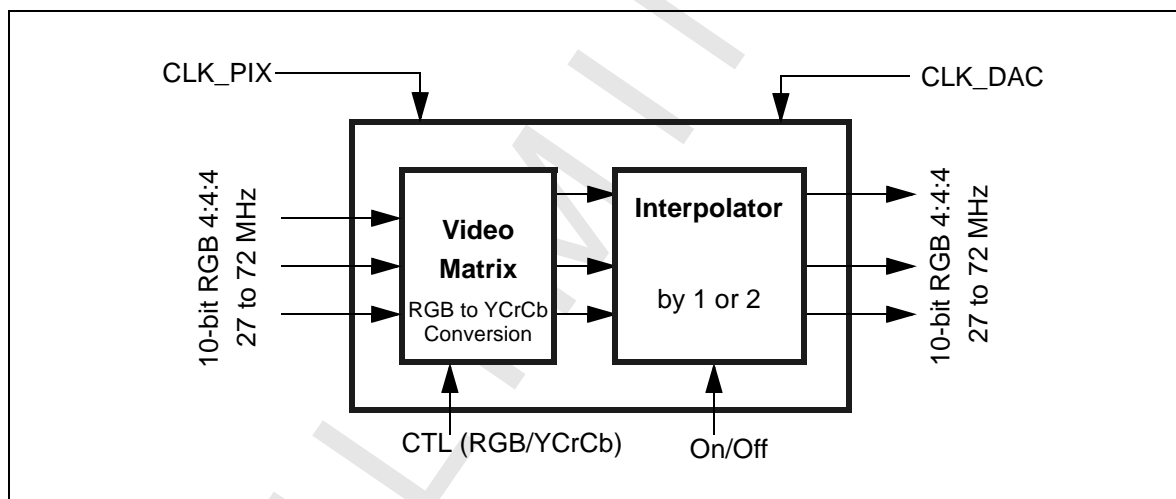 CLK_PIX
CLK_DAC
10-bit RGB 4:4:4
27 to 72 MHz
Video
Matrix
RGB to YCrCb
Conversion
Interpolator
by 1 or 2
10-bit RGB 4:4:4
27 to 72 MHz
CTL (RGB/YCrCb)
On/Off
L I M I